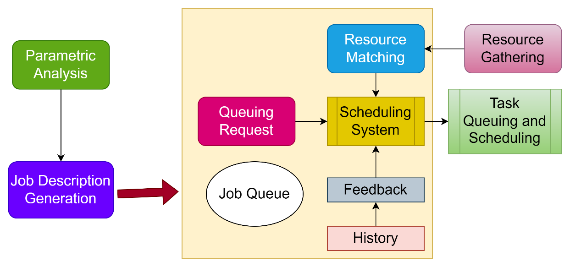 Parametric
Analysis
Job Description
Generation
Resource
Matching
Resource
Gathering
Queuing
Request
Scheduling
System
Task
Queuing and
Scheduling
Job Queue
Feedback
History